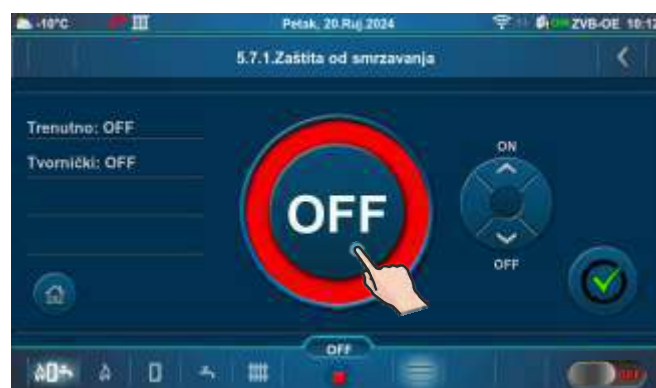 -10°C Petak, 20.Ruj.2024 ZVB-OE 10:12
5.7.1.Zaštita od smrzavanja
Trenutno: OFF
Tvornički: OFF
OFF
ON
OFF
OFF
OFF